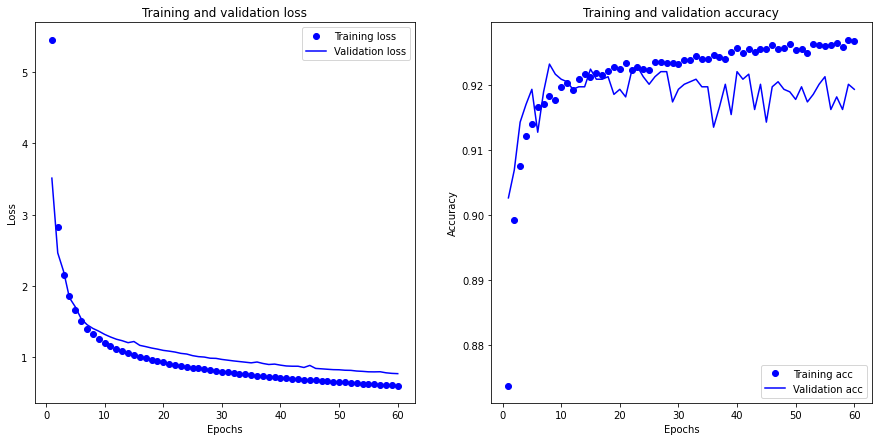 Training and validation loss
Training loss
Validation loss
5
4
3
2
1
Loss
0
10
20
30
40
50
60
Epochs
Training and validation accuracy
0.92
0.91
0.90
0.89
0.88
Accuracy
Training acc
Validation acc
0
10
20
30
40
50
60
Epochs